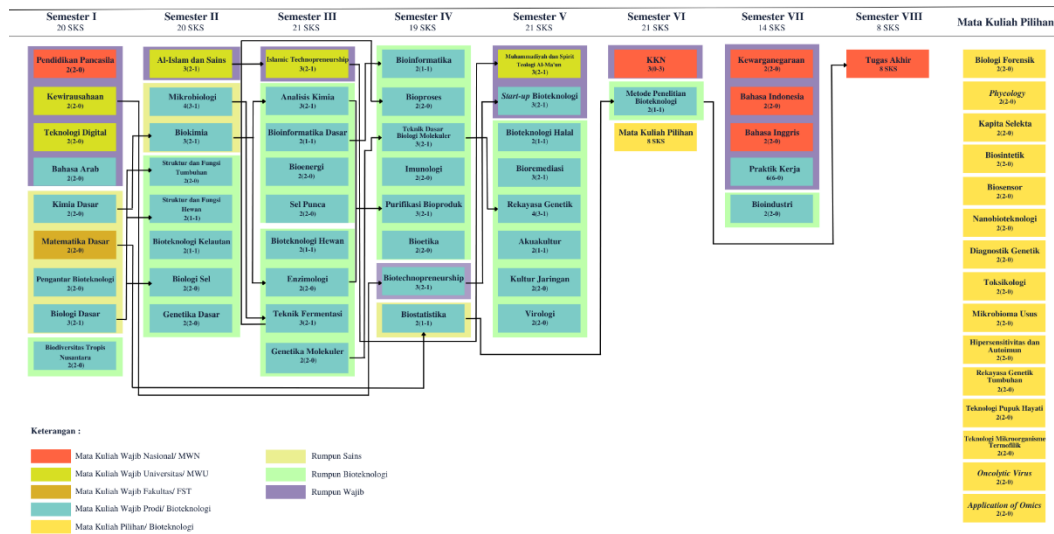 Semester I
20 SKS
Semester II
20 SKS
Semester III
21 SKS
Semester IV
19 SKS
Semester V
21 SKS
Semester VI
21 SKS
Semester VII
14 SKS
Semester VIII
8 SKS
Mata Kuliah Pilihan
Pendidikan Pancasila
2(2-0)
Kewirausahaan
2(2-0)
Teknologi Digital
2(2-0)
Bahasa Arab
2(2-0)
Kimia Dasar
2(2-0)
Matematika Dasar
2(2-0)
Pengantar Bioteknologi
2(2-0)
Biologi Dasar
3(2-1)
Biodiversitas Tropis
Nusantara
2(2-0)
Al-Islam dan Sains
3(2-1)
Mikrobiologi
4(3-1)
Biokimia
3(2-1)
Struktur dan Fungsi
Tumbuhan
2(2-0)
Struktur dan Fungsi
Hewan
2(1-1)
Bioteknologi Kelautan
2(1-1)
Biologi Sel
2(2-0)
Genetika Dasar
2(2-0)
Islamic Technopreneurship
3(2-1)
Analisis Kimia
3(2-1)
Bioinformatika Dasar
2(1-1)
Bioenergi
2(2-0)
Sel Punca
2(2-0)
Bioteknologi Hewan
2(1-1)
Enzimologi
2(2-0)
Teknik Fermentasi
3(2-1)
Genetika Molekuler
2(2-0)
Bioinformatika
2(1-1)
Bioproses
2(2-0)
Teknik Dasar
Biologi Molekuler
3(2-1)
Imunologi
2(2-0)
Purifikasi Bioproduk
3(2-1)
Bioetika
2(2-0)
Biotechnopreneurship
3(2-1)
Biostatistika
2(1-1)
Muhammadiyah dan Spirit
Teologi Al-Ma'un
3(2-1)
Start-up Bioteknologi
3(2-1)
Bioteknologi Halal
2(1-1)
Bioremediasi
3(2-1)
Rekayasa Genetik
4(3-1)
Akuakultur
2(1-1)
Kultur Jaringan
2(2-0)
Virologi
2(2-0)
KKN
3(0-3)
Metode Penelitian
Bioteknologi
2(1-1)
Mata Kuliah Pilihan
8 SKS
Kewarganegaraan
2(2-0)
Bahasa Indonesia
2(2-0)
Bahasa Inggris
2(2-0)
Praktik Kerja
6(6-0)
Bioindustri
2(2-0)
Tugas Akhir
8 SKS
Biologi Forensik
2(2-0)
Phycology
2(2-0)
Kapita Selekta
2(2-0)
Biosintetik
2(2-0)
Biosensor
2(2-0)
Nanobioteknologi
2(2-0)
Diagnostik Genetik
2(2-0)
Toksikologi
2(2-0)
Mikrobioma Usus
2(2-0)
Hipersensitivitas dan
Autoimun
2(2-0)
Rekayasa Genetik
Tumbuhan
2(2-0)
Teknologi Pupuk Hayati
2(2-0)
Teknologi Mikroorganisme
Termofilik
2(2-0)
Oncolytic Virus
2(2-0)
Application of Omics
2(2-0)
Keterangan :
Mata Kuliah Wajib Nasional/ MWN
Mata Kuliah Wajib Universitas/ MWU
Mata Kuliah Wajib Fakultas/ FST
Mata Kuliah Wajib Prodi/ Bioteknologi
Mata Kuliah Pilihan/ Bioteknologi
Rumpun Sains
Rumpun Bioteknologi
Rumpun Wajib